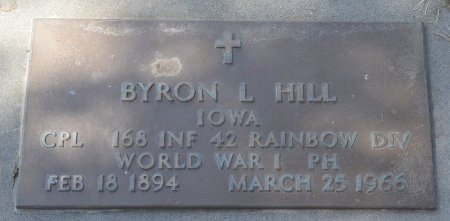 BYRON L HILL
IOWA
CPL 168 INF 42 RAINBOW DIV
WORLD WAR I PH
FEB 18 1894 MARCH 25 1966